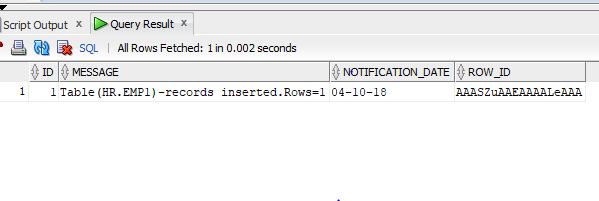 Script Output x Query Result x
SQL | All Rows Fetched: 1 in 0.002 seconds
ID MESSAGE NOTIFICATION_DATE ROW_ID
1 1 Table(HR.EMP1)-records inserted.Rows=1 04-10-18 AAASZuAAEAAAALeAAA